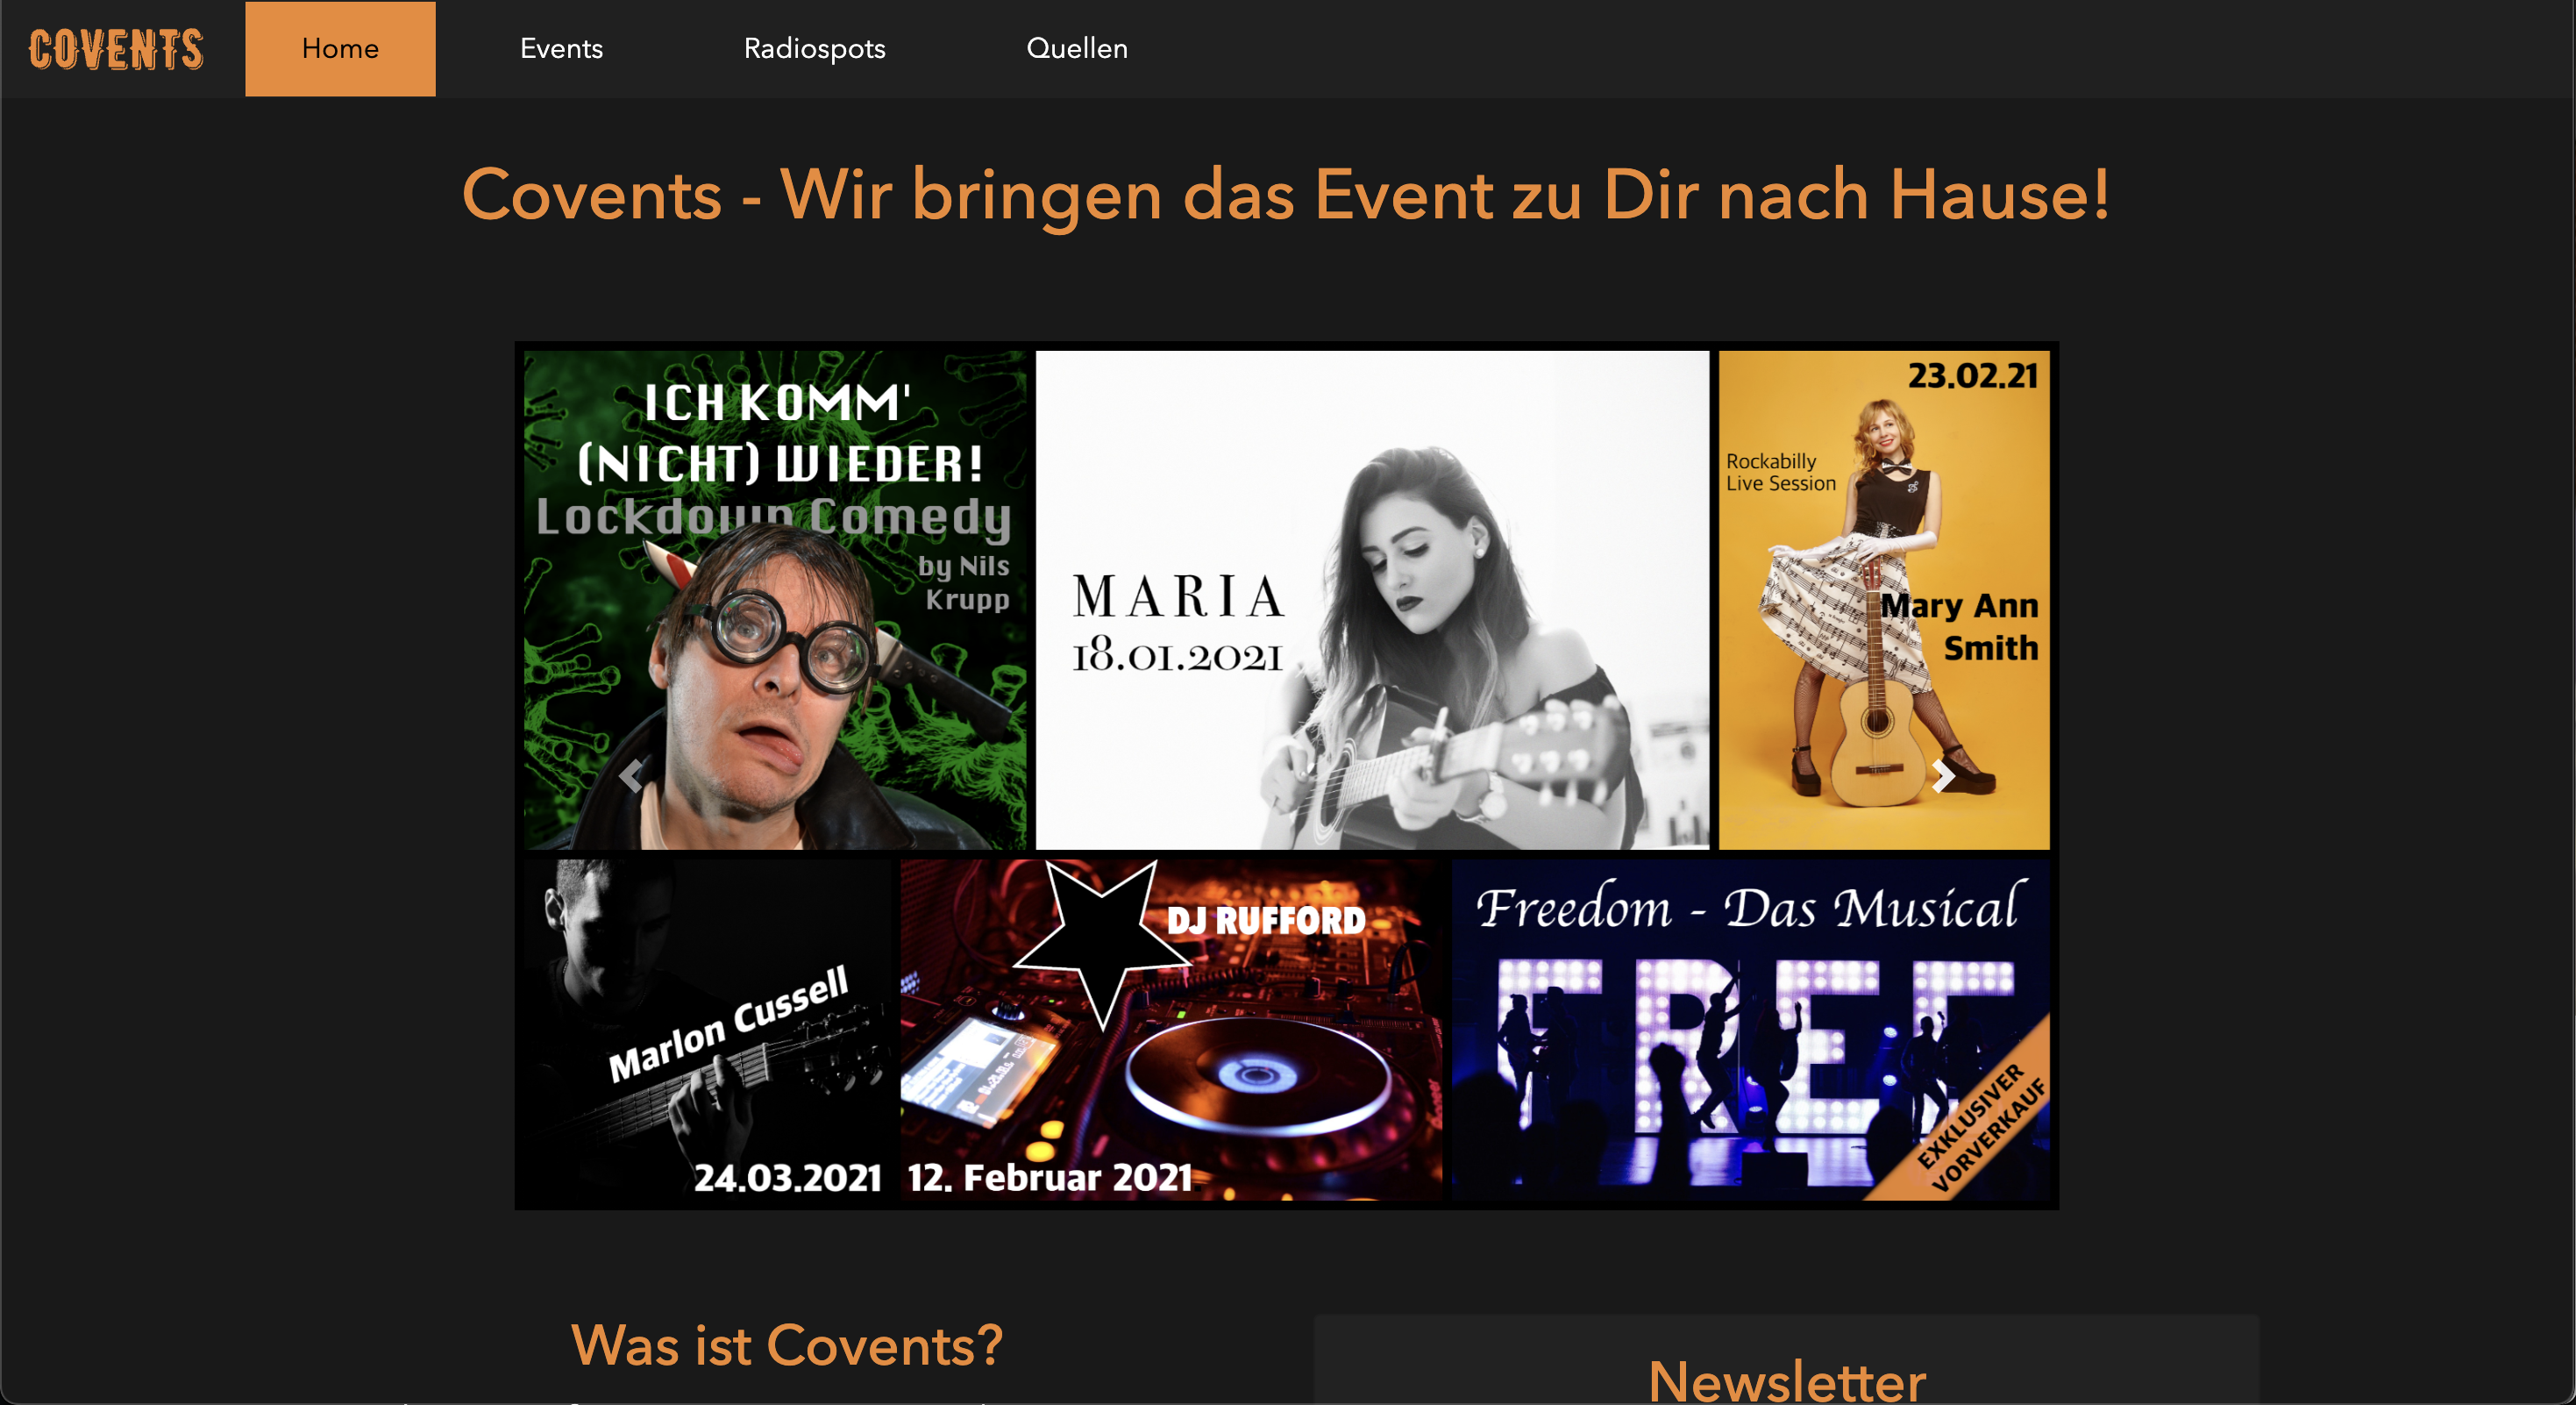 COVENTS
Home
Events
Radiospots
Quellen
Covents - Wir bringen das Event zu Dir nach Hause!
ICH KOMM'
(NICHT) WIEDER!
Lockdown Comedy
by Nils
Krupp
MARIA
18.01.2021
23.02.21
Rockabilly
Live Session
Mary Ann
Smith
Marlon Cussell
24.03.2021
DJ RUFFORD
12. Februar 2021
Freedom - Das Musical
FREE
EXKLUSIVER
VORVERKAUF
Was ist Covents?
Newsletter